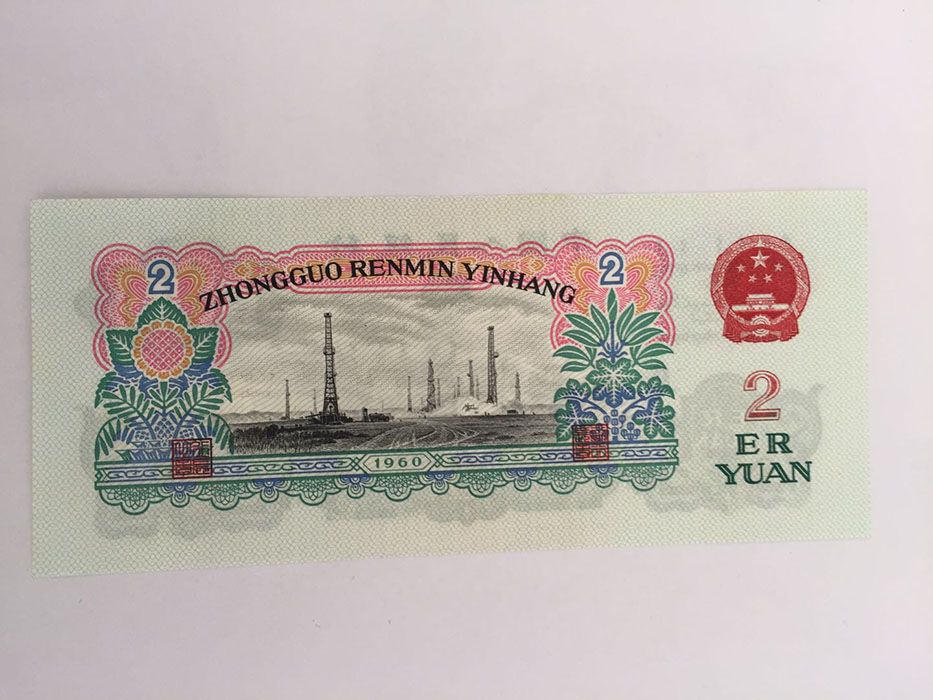 2
2
ZHONGGUO RENMIN YINHANG
1960
2
ER
YUAN